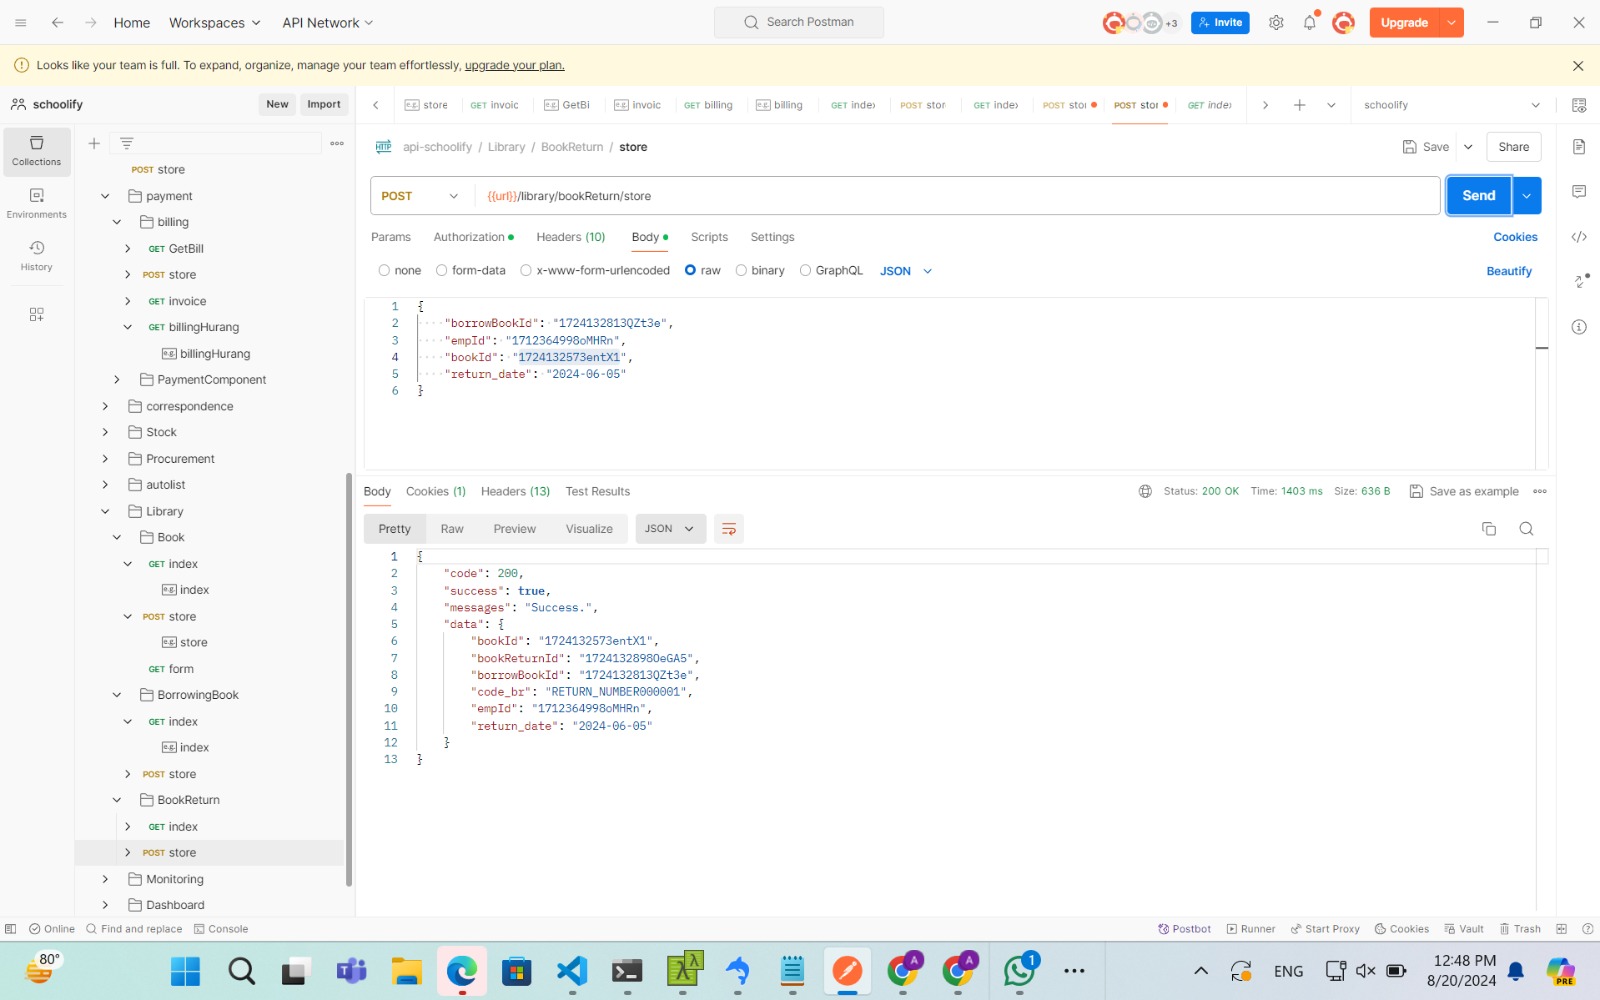 Home Workspaces API Network Search Postman +3 Invite Upgrade
Looks like your team is full. To expand, organize, manage your team effortlessly, upgrade your plan.
schoolify New Import
store GET invoic GetBi invoic GET billing billing GET index POST stor GET index POST stor POST stor GET index schoolify
Collections
Environments
History
POST store
payment
billing
GET GetBill
POST store
GET invoice
GET billingHurang
e.g. billingHurang
PaymentComponent
correspondence
Stock
Procurement
autolist
Library
Book
GET index
e.g. index
POST store
e.g. store
GET form
BorrowingBook
GET index
e.g. index
POST store
BookReturn
GET index
POST store
Monitoring
Dashboard
HTTP api-schoolify / Library / BookReturn / store Save Share
POST {{url}}/library/bookReturn/store Send
Params Authorization Headers (10) Body Scripts Settings Cookies
none form-data x-www-form-urlencoded raw binary GraphQL JSON Beautify
1 {
2 "borrowBookId": "1724132813QZt3e",
3 "empId": "1712364998oMHRn",
4 "bookId": "1724132573entX1",
5 "return_date": "2024-06-05"
6 }
Body Cookies (1) Headers (13) Test Results Status: 200 OK Time: 1403 ms Size: 636 B Save as example
Pretty Raw Preview Visualize JSON
1 {
2 "code": 200,
3 "success": true,
4 "messages": "Success.",
5 "data": {
6 "bookId": "1724132573entX1",
7 "bookReturnId": "1724132898OeGA5",
8 "borrowBookId": "1724132813QZt3e",
9 "code_br": "RETURN_NUMBER000001",
10 "empId": "1712364998oMHRn",
11 "return_date": "2024-06-05"
12 }
13 }
Online Find and replace Console Postbot Runner Start Proxy Cookies Vault Trash
80° A A 1 ENG 12:48 PM
8/20/2024 PRE